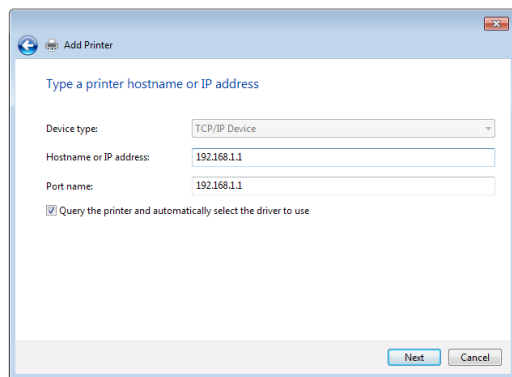 Add Printer
Type a printer hostname or IP address
Device type: TCP/IP Device
Hostname or IP address: 192.168.1.1
Port name: 192.168.1.1
Query the printer and automatically select the driver to use
Next Cancel